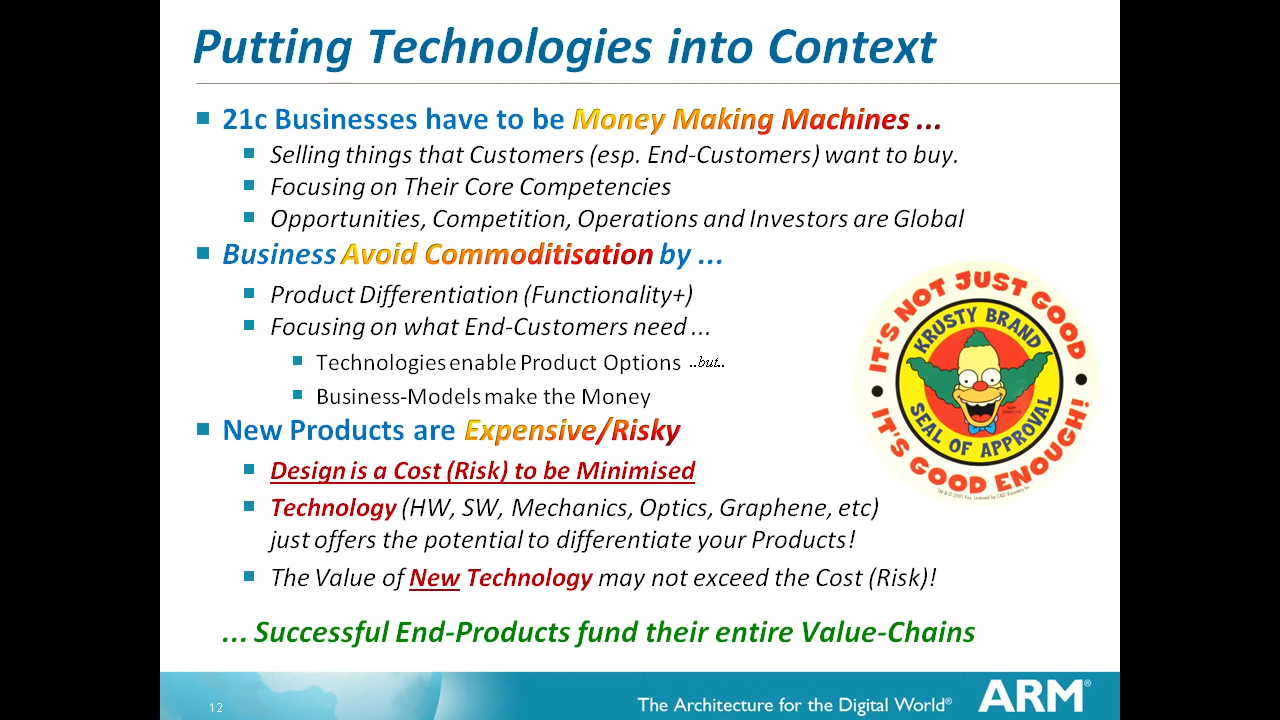 Putting Technologies into Context
21c Businesses have to be Money Making Machines ...
Selling things that Customers (esp. End-Customers) want to buy.
Focusing on Their Core Competencies
Opportunities, Competition, Operations and Investors are Global
Business Avoid Commoditisation by ...
Product Differentiation (Functionality+)
Focusing on what End-Customers need ...
Technologies enable Product Options ..but..
Business-Models make the Money
New Products are Expensive/Risky
Design is a Cost (Risk) to be Minimised
Technology (HW, SW, Mechanics, Optics, Graphene, etc)
just offers the potential to differentiate your Products!
The Value of New Technology may not exceed the Cost (Risk)!
... Successful End-Products fund their entire Value-Chains
IT'S NOT JUST GOOD
KRUSTY BRAND
SEAL OF APPROVAL
IT'S GOOD ENOUGH!
12
The Architecture for the Digital World®
ARM®